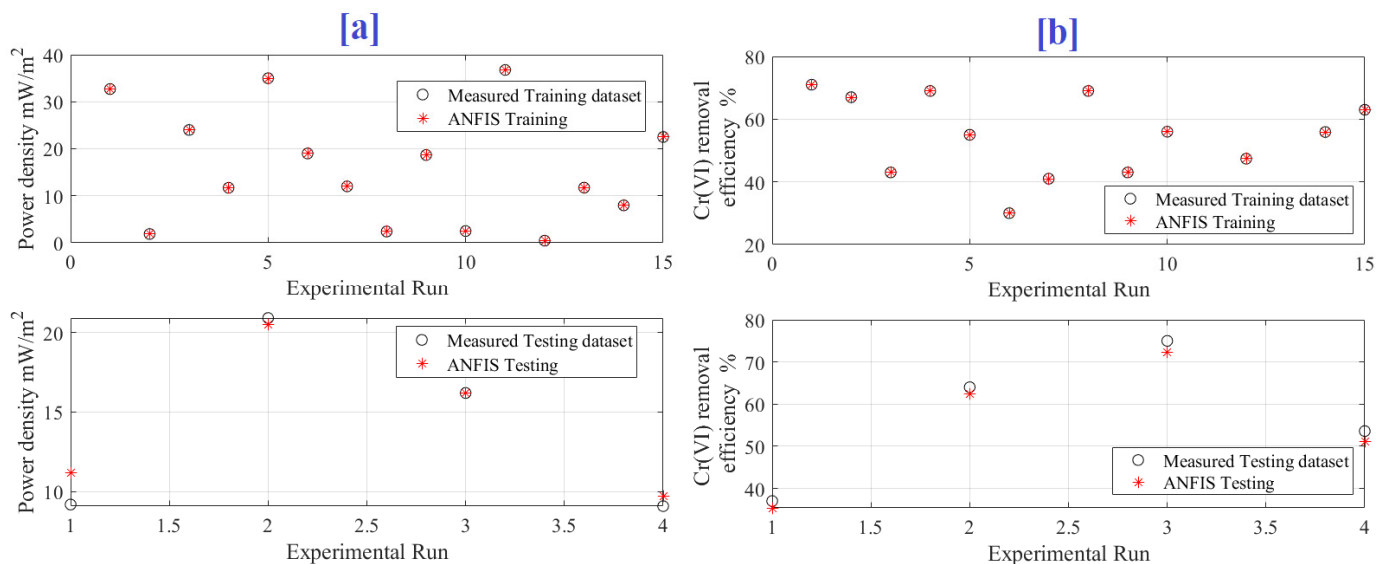 [a]
Power density mW/m²
40
30
20
10
0
0
5
10
15
Experimental Run
Measured Training dataset
ANFIS Training
Power density mW/m²
20
15
10
1
1.5
2
2.5
3
3.5
4
Experimental Run
Measured Testing dataset
ANFIS Testing
[b]
Cr(VI) removal
efficiency %
80
60
40
20
0
5
10
15
Experimental Run
Measured Training dataset
ANFIS Training
Cr(VI) removal
efficiency %
80
70
60
50
40
1
1.5
2
2.5
3
3.5
4
Experimental Run
Measured Testing dataset
ANFIS Testing